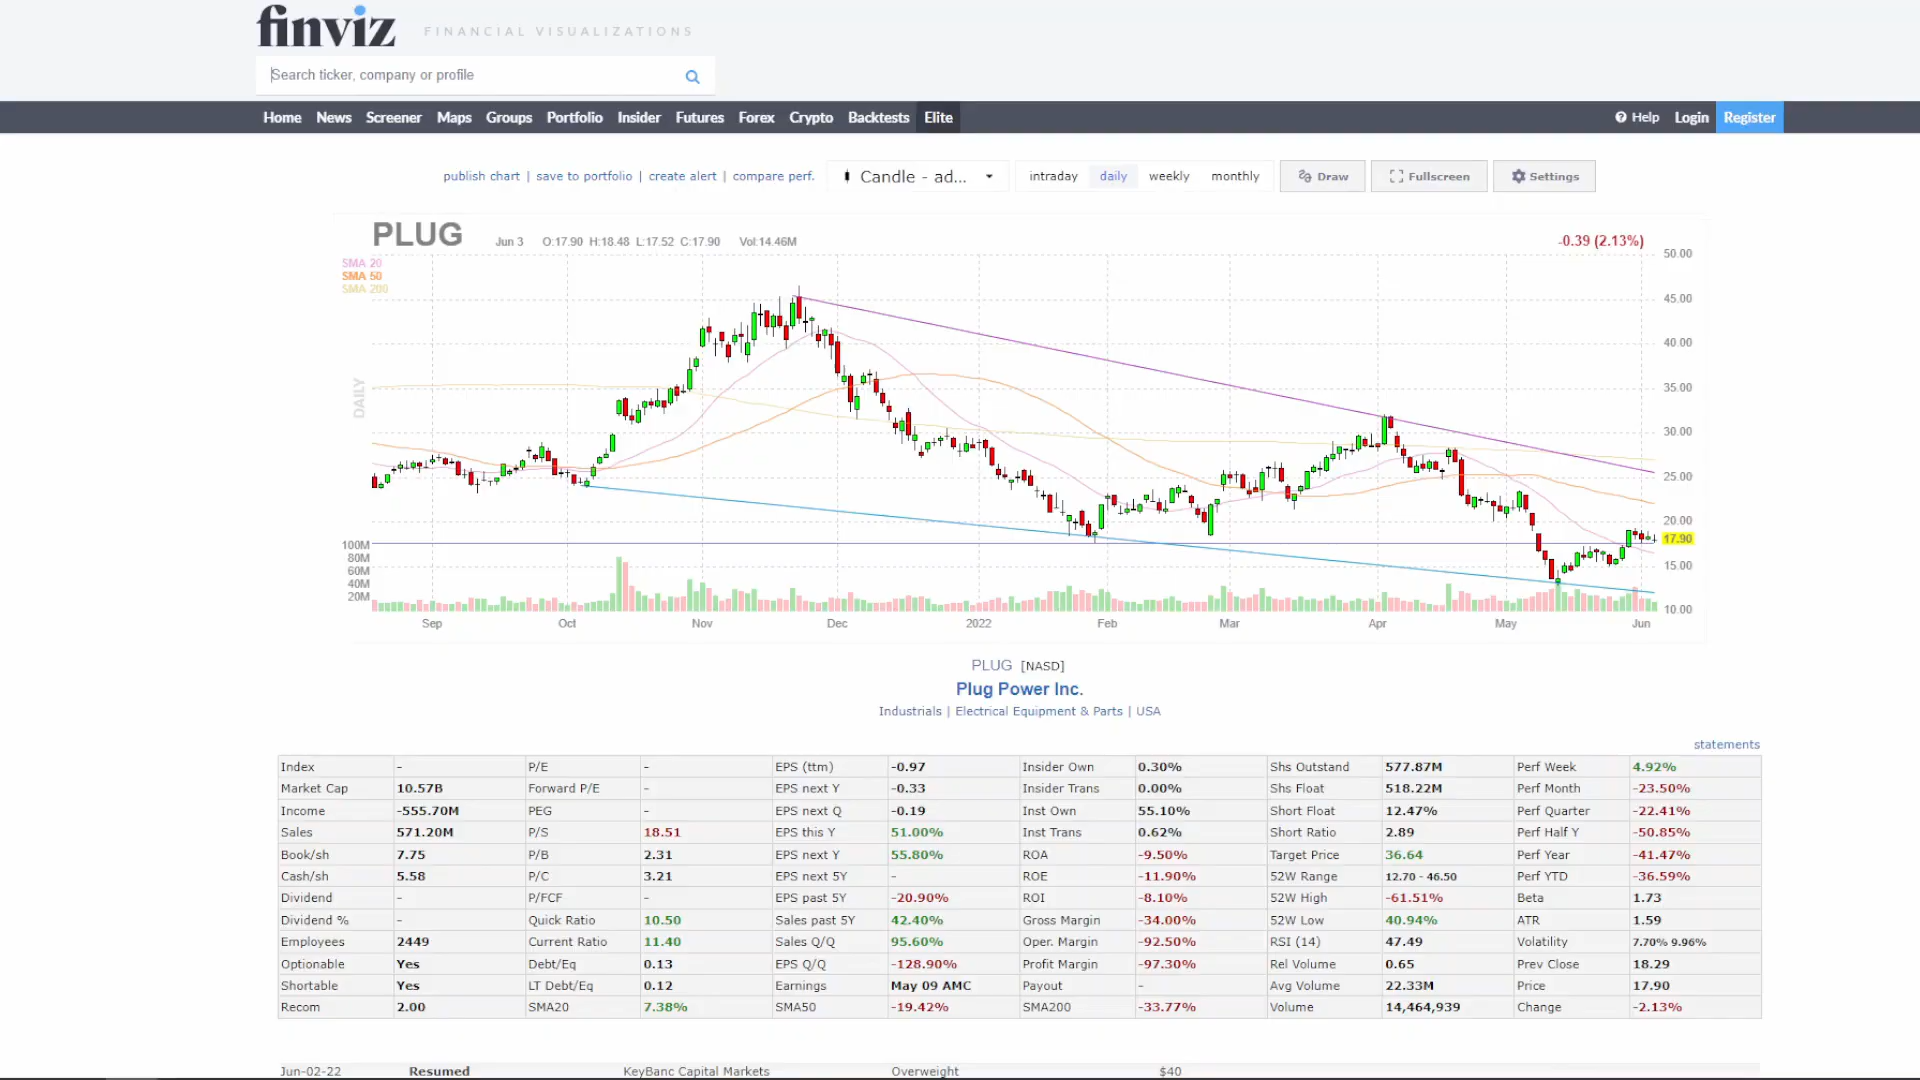 finviz FINANCIAL VISUALIZATIONS
Search ticker, company or profile
Home News Screener Maps Groups Portfolio Insider Futures Forex Crypto Backtests Elite Help Login Register
publish chart | save to portfolio | create alert | compare perf. Candle - ad... intraday daily weekly monthly Draw Fullscreen Settings
PLUG Jun 3 O:17.90 H:18.48 L:17.52 C:17.90 Vol:14.46M -0.39 (2.13%)
SMA 20
SMA 50
SMA 200
DAILY
50.00
45.00
40.00
35.00
30.00
25.00
20.00
17.90
15.00
10.00
100M
80M
60M
40M
20M
Sep Oct Nov Dec 2022 Feb Mar Apr May Jun
PLUG [NASD]
Plug Power Inc.
Industrials | Electrical Equipment & Parts | USA
statements
Index - P/E - EPS (ttm) -0.97 Insider Own 0.30% Shs Outstand 577.87M Perf Week 4.92%
Market Cap 10.57B Forward P/E - EPS next Y -0.33 Insider Trans 0.00% Shs Float 518.22M Perf Month -23.50%
Income -555.70M PEG - EPS next Q -0.19 Inst Own 55.10% Short Float 12.47% Perf Quarter -22.41%
Sales 571.20M P/S 18.51 EPS this Y 51.00% Inst Trans 0.62% Short Ratio 2.89 Perf Half Y -50.85%
Book/sh 7.75 P/B 2.31 EPS next Y 55.80% ROA -9.50% Target Price 36.64 Perf Year -41.47%
Cash/sh 5.58 P/C 3.21 EPS next 5Y - ROE -11.90% 52W Range 12.70 - 46.50 Perf YTD -36.59%
Dividend - P/FCF - EPS past 5Y -20.90% ROI -8.10% 52W High -61.51% Beta 1.73
Dividend % - Quick Ratio 10.50 Sales past 5Y 42.40% Gross Margin -34.00% 52W Low 40.94% ATR 1.59
Employees 2449 Current Ratio 11.40 Sales Q/Q 95.60% Oper. Margin -92.50% RSI (14) 47.49 Volatility 7.70% 9.96%
Optionable Yes Debt/Eq 0.13 EPS Q/Q -128.90% Profit Margin -97.30% Rel Volume 0.65 Prev Close 18.29
Shortable Yes LT Debt/Eq 0.12 Earnings May 09 AMC Payout - Avg Volume 22.33M Price 17.90
Recom 2.00 SMA20 7.38% SMA50 -19.42% SMA200 -33.77% Volume 14,464,939 Change -2.13%
Jun-02-22 Resumed KeyBanc Capital Markets Overweight $40